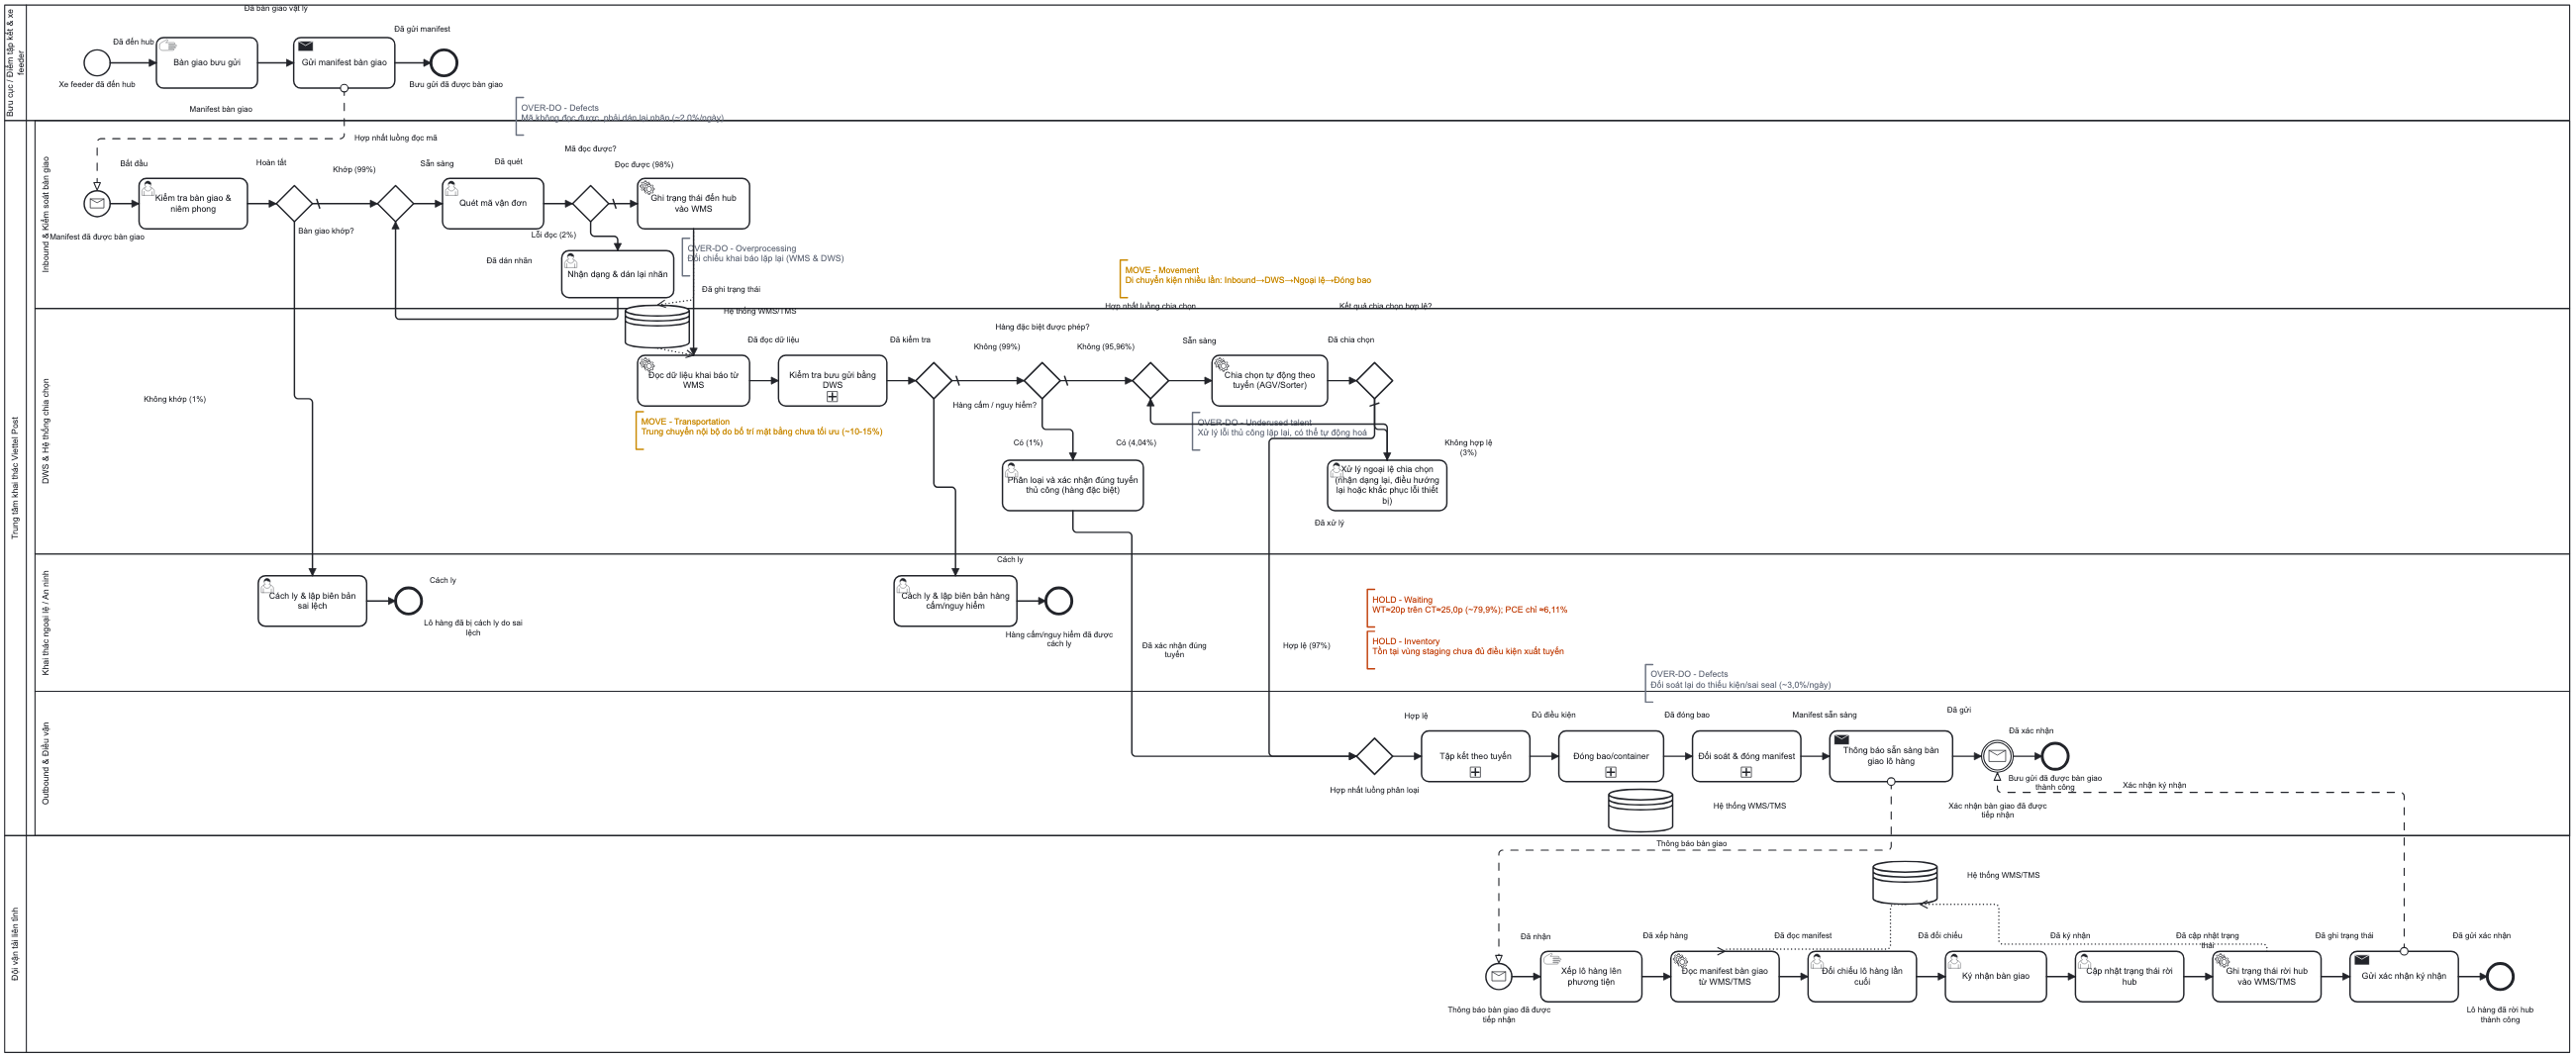 Bưu cục / Điểm tập kết & xe
feeder
Đã bàn giao vật lý
Đã gửi manifest
Đã đến hub
Bàn giao bưu gửi
Gửi manifest bàn giao
Xe feeder đã đến hub
Bưu gửi đã được bàn giao
Manifest bàn giao
OVER-DO - Defects
Mã không đọc được, phải dán lại nhãn (~2,0%/ngày)
Trung tâm khai thác Viettel Post
Inbound & Kiểm soát bàn giao
Hợp nhất luồng đọc mã
Mã đọc được?
Bắt đầu
Hoàn tất
Khớp (99%)
Sẵn sàng
Đã quét
Đọc được (98%)
Kiểm tra bàn giao &
niêm phong
Quét mã vận đơn
Ghi trạng thái đến hub
vào WMS
Manifest đã được bàn giao
Bàn giao khớp?
Lỗi đọc (2%)
OVER-DO - Overprocessing
Đối chiếu khai báo lặp lại (WMS & DWS)
Đã dán nhãn
Nhận dạng & dán lại nhãn
MOVE - Movement
Di chuyển kiện nhiều lần: Inbound→DWS→Ngoại lệ→Đóng bao
Đã ghi trạng thái
Hệ thống WMS/TMS
Hợp nhất luồng chia chọn
Kết quả chia chọn hợp lệ?
DWS & Hệ thống chia chọn
Hàng đặc biệt được phép?
Đã đọc dữ liệu
Đã kiểm tra
Không (99%)
Không (95,96%)
Sẵn sàng
Đã chia chọn
Đọc dữ liệu khai báo từ
WMS
Kiểm tra bưu gửi bằng
DWS
Chia chọn tự động theo
tuyến (AGV/Sorter)
Không khớp (1%)
Hàng cấm / nguy hiểm?
MOVE - Transportation
Trung chuyển nội bộ do bố trí mặt bằng chưa tối ưu (~10-15%)
OVER-DO - Underused talent
Xử lý lỗi thủ công lặp lại, có thể tự động hoá
Có (1%)
Có (4,04%)
Không hợp lệ
(3%)
Phân loại và xác nhận đúng tuyến
thủ công (hàng đặc biệt)
Xử lý ngoại lệ chia chọn
(nhận dạng lại, điều hướng
lại hoặc khắc phục lỗi thiết
bị)
Đã xử lý
Khai thác ngoại lệ / An ninh
Cách ly
Cách ly
Cách ly & lập biên bản
sai lệch
Cách ly & lập biên bản hàng
cấm/nguy hiểm
Lô hàng đã bị cách ly do sai
lệch
Hàng cấm/nguy hiểm đã được
cách ly
HOLD - Waiting
WT≈20p trên CT≈25,0p (~79,9%); PCE chỉ ≈6,11%
HOLD - Inventory
Tồn tại vùng staging chưa đủ điều kiện xuất tuyến
Đã xác nhận đúng
tuyến
Hợp lệ (97%)
OVER-DO - Defects
Đối soát lại do thiếu kiện/sai seal (~3,0%/ngày)
Outbound & Điều vận
Hợp lệ
Đủ điều kiện
Đã đóng bao
Manifest sẵn sàng
Đã gửi
Đã xác nhận
Tập kết theo tuyến
Đóng bao/container
Đối soát & đóng manifest
Thông báo sẵn sàng bàn
giao lô hàng
Bưu gửi đã được bàn giao
thành công
Xác nhận ký nhận
Hợp nhất luồng phân loại
Hệ thống WMS/TMS
Xác nhận bàn giao đã được
tiếp nhận
Đội vận tải liên tỉnh
Thông báo bàn giao
Hệ thống WMS/TMS
Đã nhận
Đã xếp hàng
Đã đọc manifest
Đã đối chiếu
Đã ký nhận
Đã cập nhật trạng
thái
Đã ghi trạng thái
Đã gửi xác nhận
Xếp lô hàng lên
phương tiện
Đọc manifest bàn giao
từ WMS/TMS
Đối chiếu lô hàng lần
cuối
Ký nhận bàn giao
Cập nhật trạng thái rời
hub
Ghi trạng thái rời hub
vào WMS/TMS
Gửi xác nhận ký nhận
Thông báo bàn giao đã được
tiếp nhận
Lô hàng đã rời hub
thành công